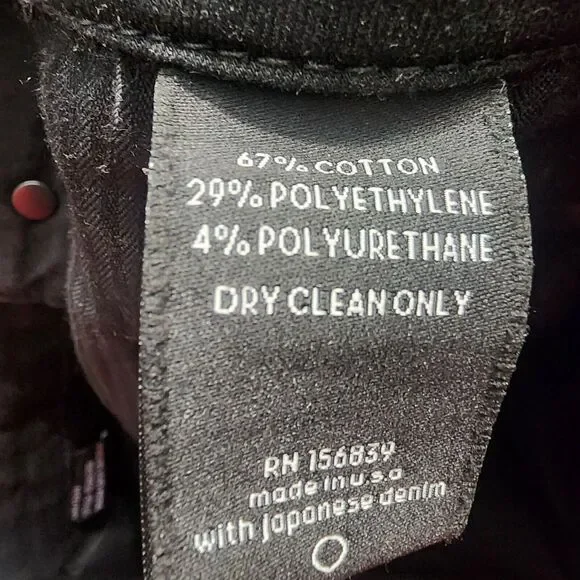 67% COTTON
29% POLYETHYLENE
4% POLYURETHANE
DRY CLEAN ONLY
RN 156839
made in u.s.a
with japanese denim